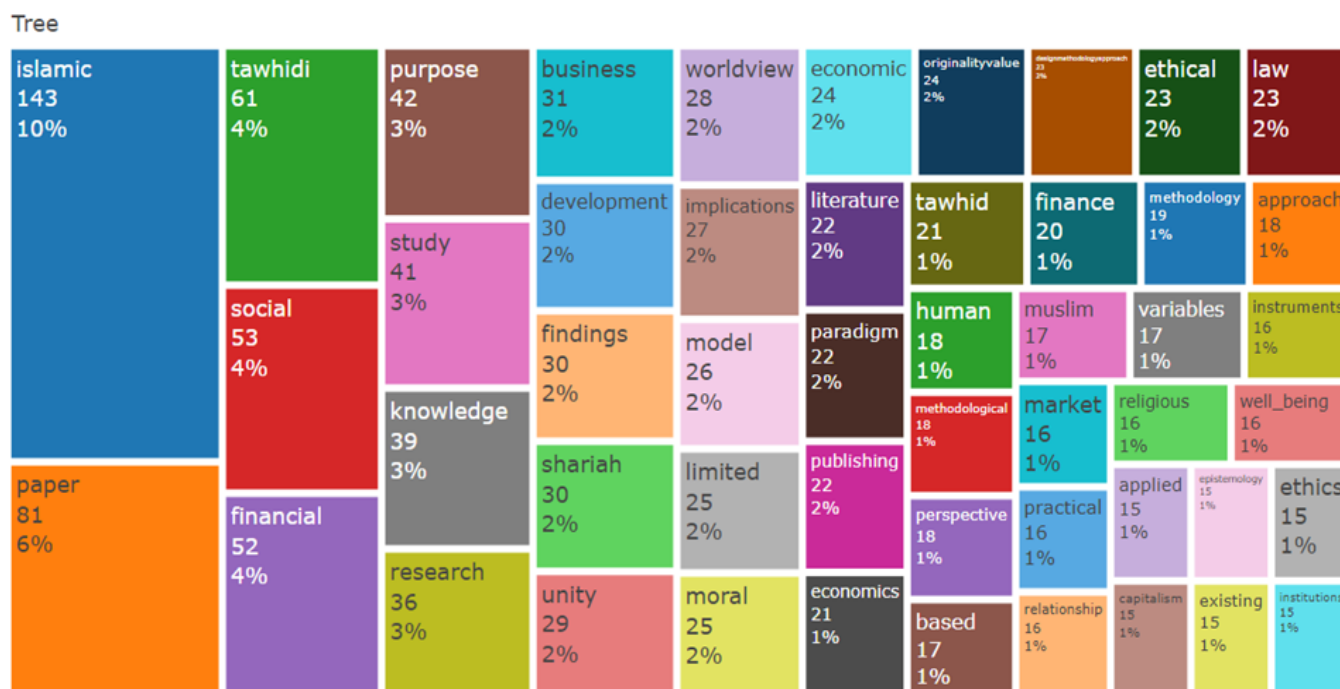 Tree
islamic
143
10%
paper
81
6%
tawhidi
61
4%
social
53
4%
financial
52
4%
purpose
42
3%
study
41
3%
knowledge
39
3%
research
36
3%
business
31
2%
development
30
2%
findings
30
2%
shariah
30
2%
unity
29
2%
worldview
28
2%
implications
27
2%
model
26
2%
limited
25
2%
moral
25
2%
economic
24
2%
originalityvalue
24
2%
designmethodologyapproach
23
2%
ethical
23
2%
law
23
2%
literature
22
2%
paradigm
22
2%
publishing
22
2%
economics
21
1%
tawhid
21
1%
finance
20
1%
methodology
19
1%
approach
18
1%
human
18
1%
methodological
18
1%
perspective
18
1%
based
17
1%
muslim
17
1%
variables
17
1%
instruments
16
1%
market
16
1%
practical
16
1%
relationship
16
1%
religious
16
1%
well_being
16
1%
applied
15
1%
epistemology
15
1%
ethics
15
1%
capitalism
15
1%
existing
15
1%
institutions
15
1%